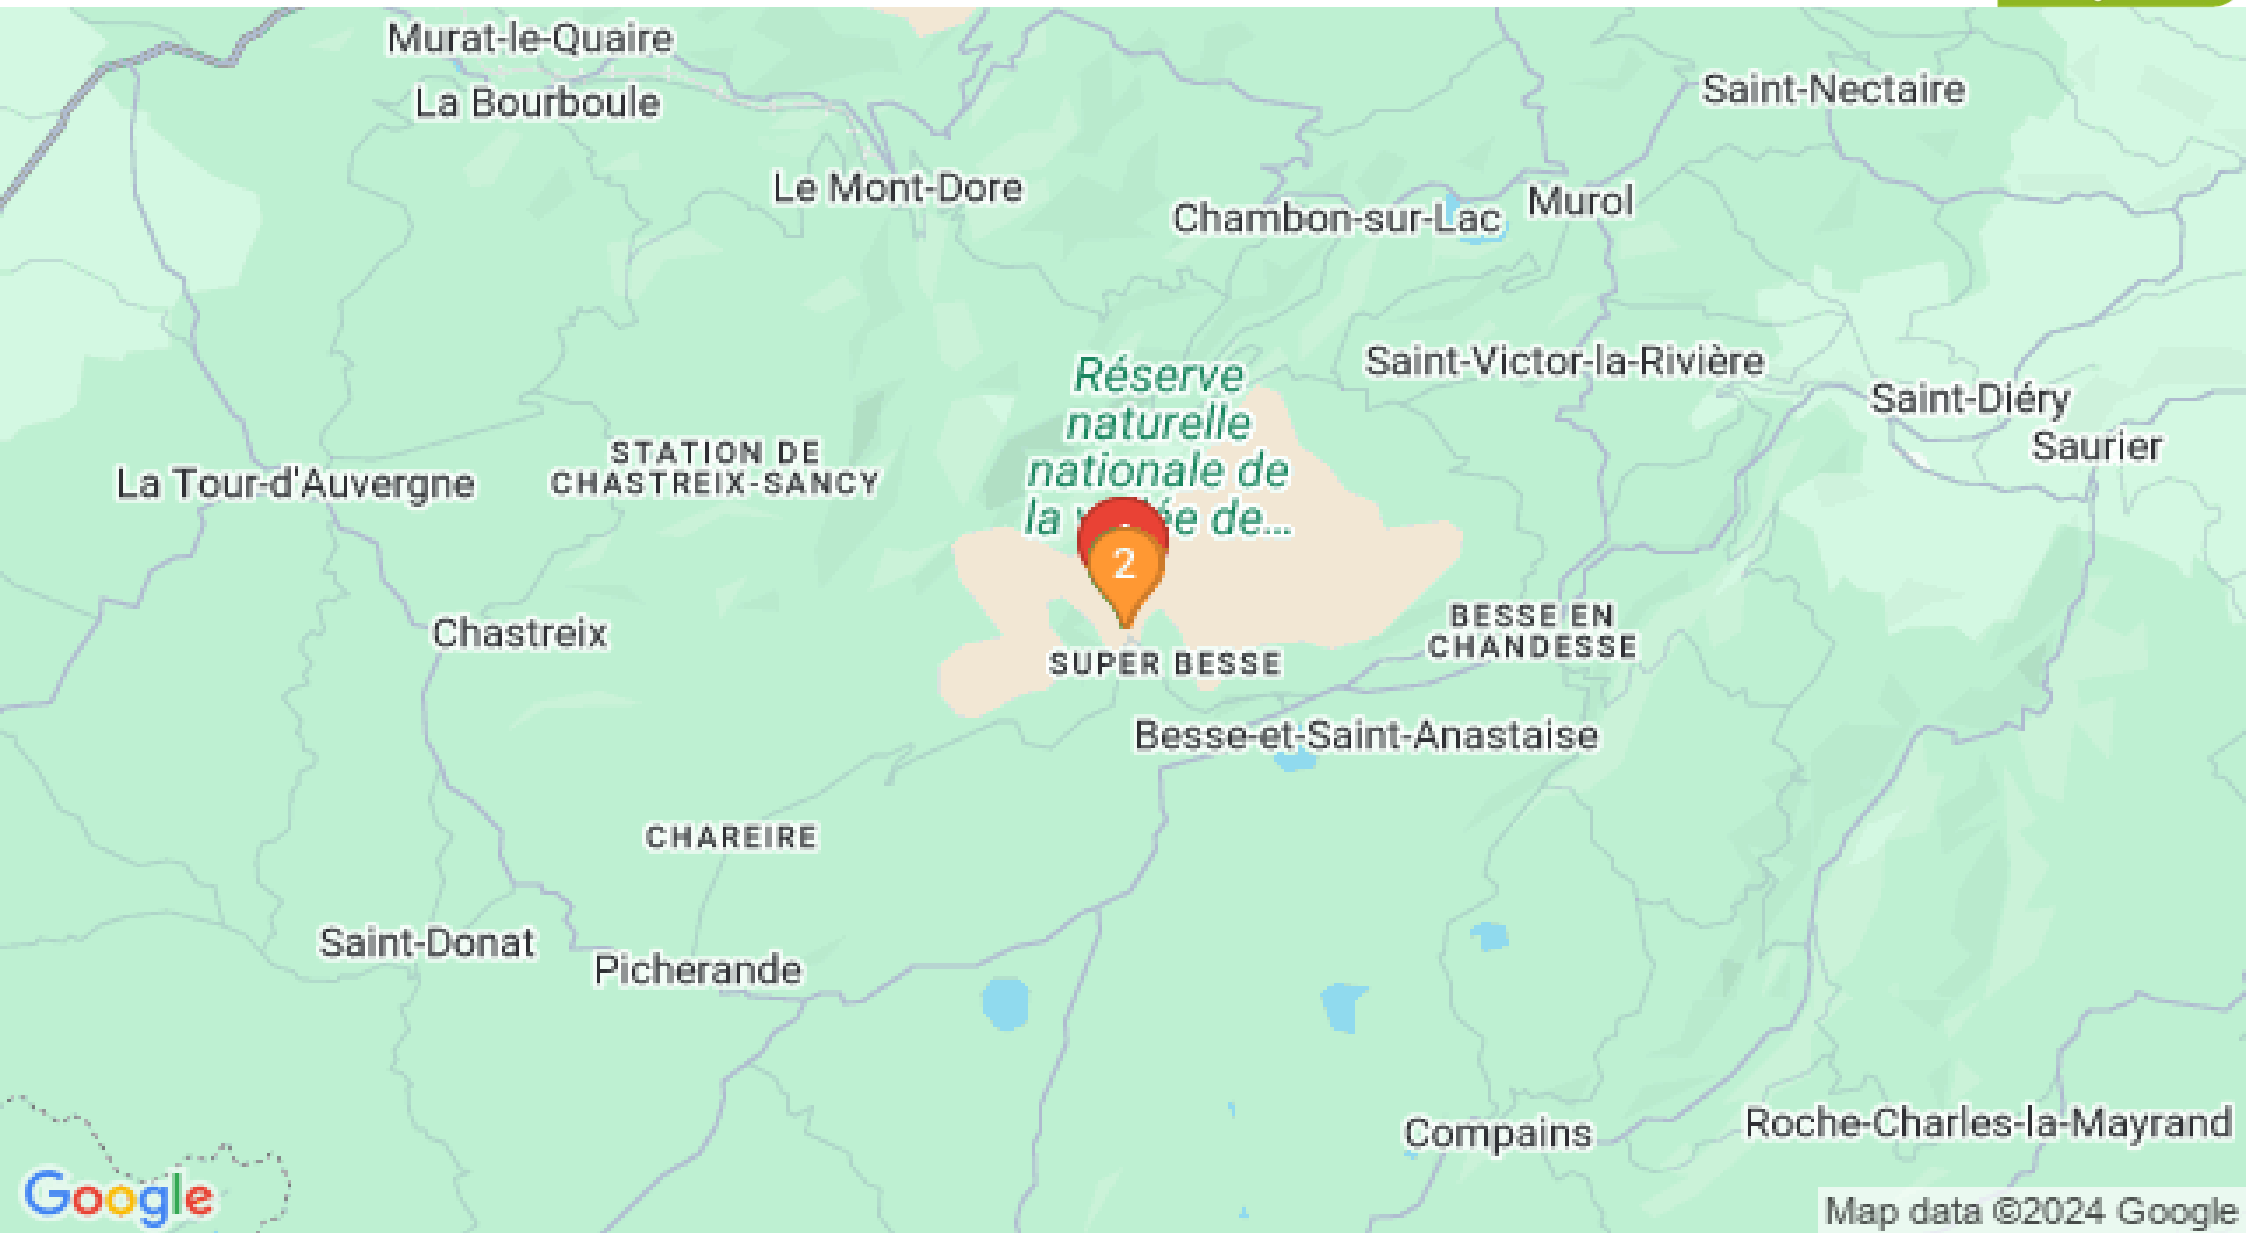 Murat-le-Quaire
La Bourboule
Saint-Nectaire
Le Mont-Dore
Chambon-sur-Lac
Murol
Réserve
naturelle
nationale de
la
ée de...
Saint-Victor-la-Rivière
Saint-Diéry
Saurier
STATION DE
CHASTREIX-SANCY
La Tour-d'Auvergne
2
Chastreix
SUPER BESSE
BESSE EN
CHANDESSE
Besse-et-Saint-Anastaise
CHAREIRE
Saint-Donat
Picherande
Compains
Roche-Charles-la-Mayrand
Google
Map data ©2024 Google